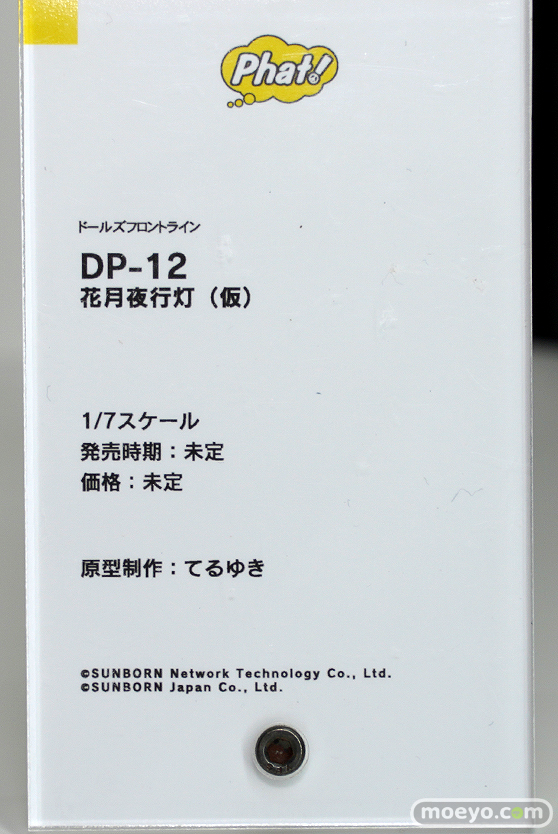 Phat!
ドールズフロントライン
DP-12
花月夜行灯（仮）
1/7スケール
発売時期：未定
価格：未定
原型制作：てるゆき
©SUNBORN Network Technology Co., Ltd.
©SUNBORN Japan Co., Ltd.
moeyo.com